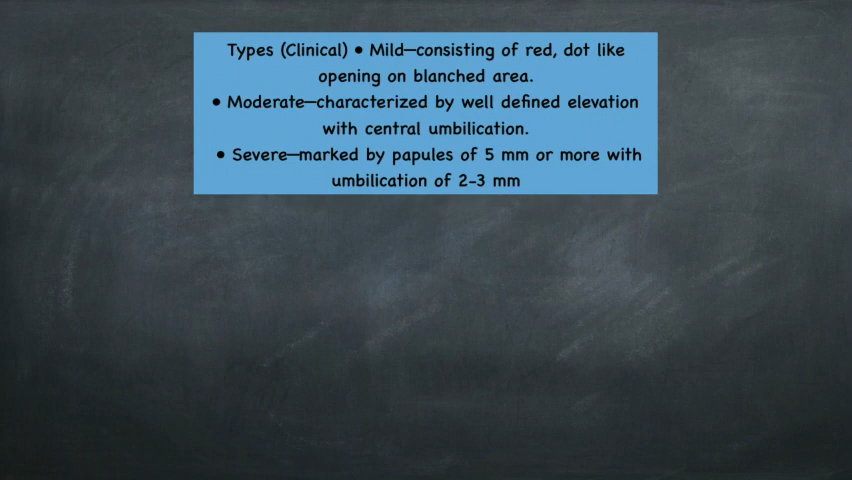 Types (Clinical) • Mild—consisting of red, dot like
opening on blanched area.
• Moderate—characterized by well defined elevation
with central umbilication.
• Severe—marked by papules of 5 mm or more with
umbilication of 2-3 mm